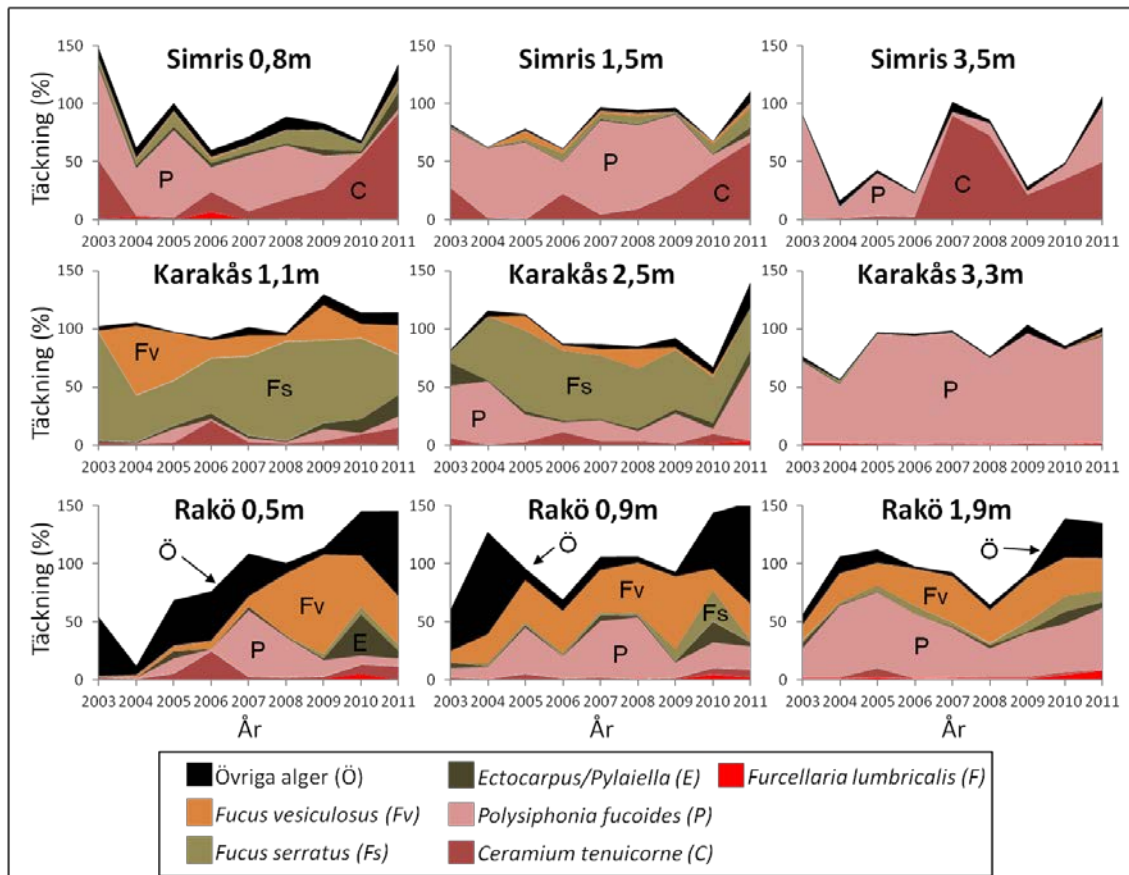 Simris 0,8m
Simris 1,5m
Simris 3,5m
Täckning (%)
150
100
50
0
P
C
2003 2004 2005 2006 2007 2008 2009 2010 2011
150
100
50
0
P
C
2003 2004 2005 2006 2007 2008 2009 2010 2011
150
100
50
0
P
C
2003 2004 2005 2006 2007 2008 2009 2010 2011
Karakås 1,1m
Karakås 2,5m
Karakås 3,3m
Täckning (%)
150
100
50
0
Fv
Fs
2003 2004 2005 2006 2007 2008 2009 2010 2011
150
100
50
0
P
Fs
2003 2004 2005 2006 2007 2008 2009 2010 2011
150
100
50
0
P
2003 2004 2005 2006 2007 2008 2009 2010 2011
Rakö 0,5m
Rakö 0,9m
Rakö 1,9m
Täckning (%)
150
100
50
0
Ö
P
Fv
E
2003 2004 2005 2006 2007 2008 2009 2010 2011
År
150
100
50
0
Ö
Fv
P
Fs
2003 2004 2005 2006 2007 2008 2009 2010 2011
År
150
100
50
0
Ö
Fv
P
2003 2004 2005 2006 2007 2008 2009 2010 2011
År
Övriga alger (Ö)
Ectocarpus/Pylaiella (E)
Furcellaria lumbricalis (F)
Fucus vesiculosus (Fv)
Polysiphonia fucoides (P)
Fucus serratus (Fs)
Ceramium tenuicorne (C)